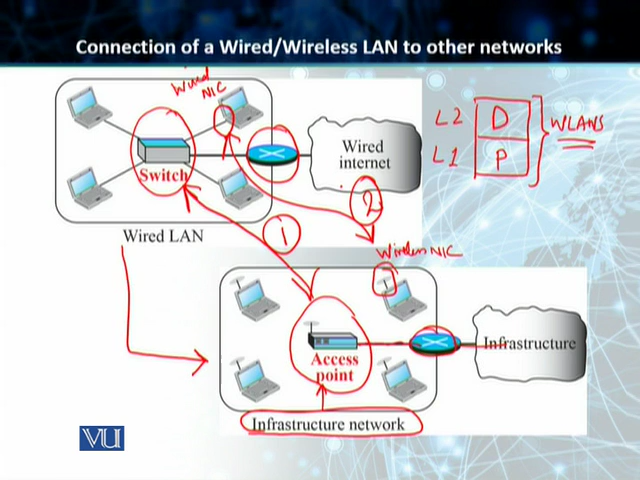 Connection of a Wired/Wireless LAN to other networks
Wired
NIC
Wired
internet
Switch
L2 D
L1 P
WLANS
2
1
Wired LAN
Wireless NIC
Access
point
Infrastructure
Infrastructure network
VU